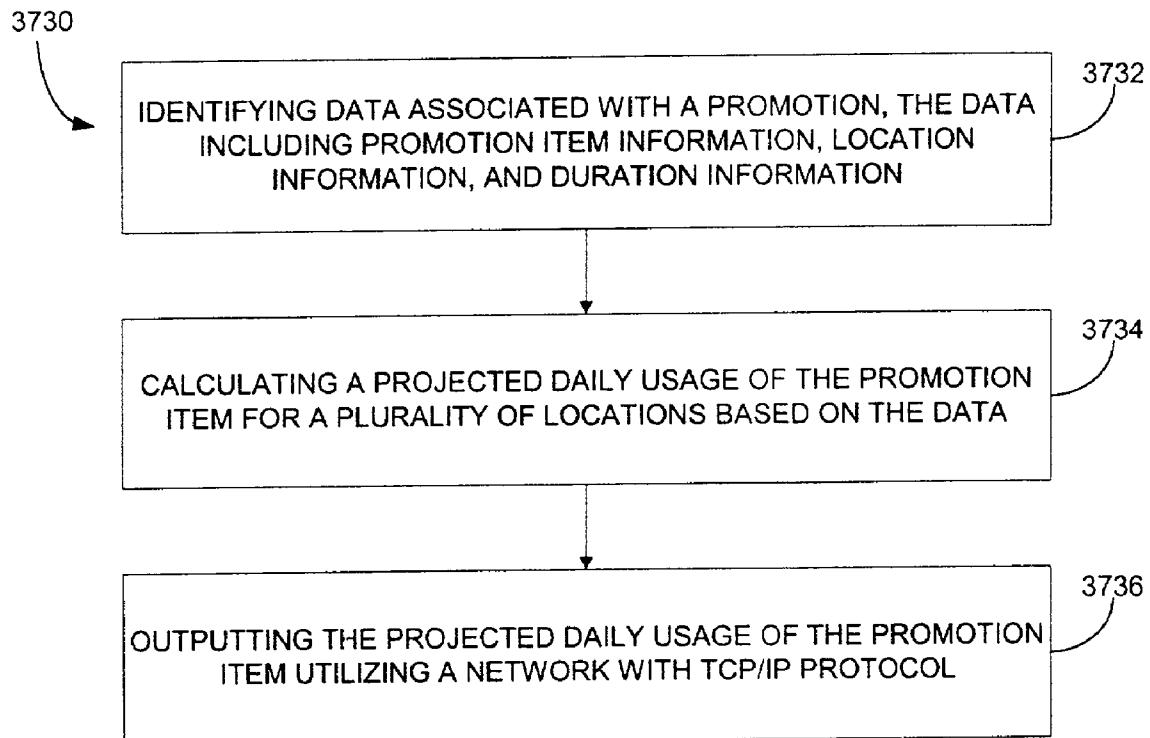 3730
3732
IDENTIFYING DATA ASSOCIATED WITH A PROMOTION, THE DATA
INCLUDING PROMOTION ITEM INFORMATION, LOCATION
INFORMATION, AND DURATION INFORMATION
3734
CALCULATING A PROJECTED DAILY USAGE OF THE PROMOTION
ITEM FOR A PLURALITY OF LOCATIONS BASED ON THE DATA
3736
OUTPUTTING THE PROJECTED DAILY USAGE OF THE PROMOTION
ITEM UTILIZING A NETWORK WITH TCP/IP PROTOCOL